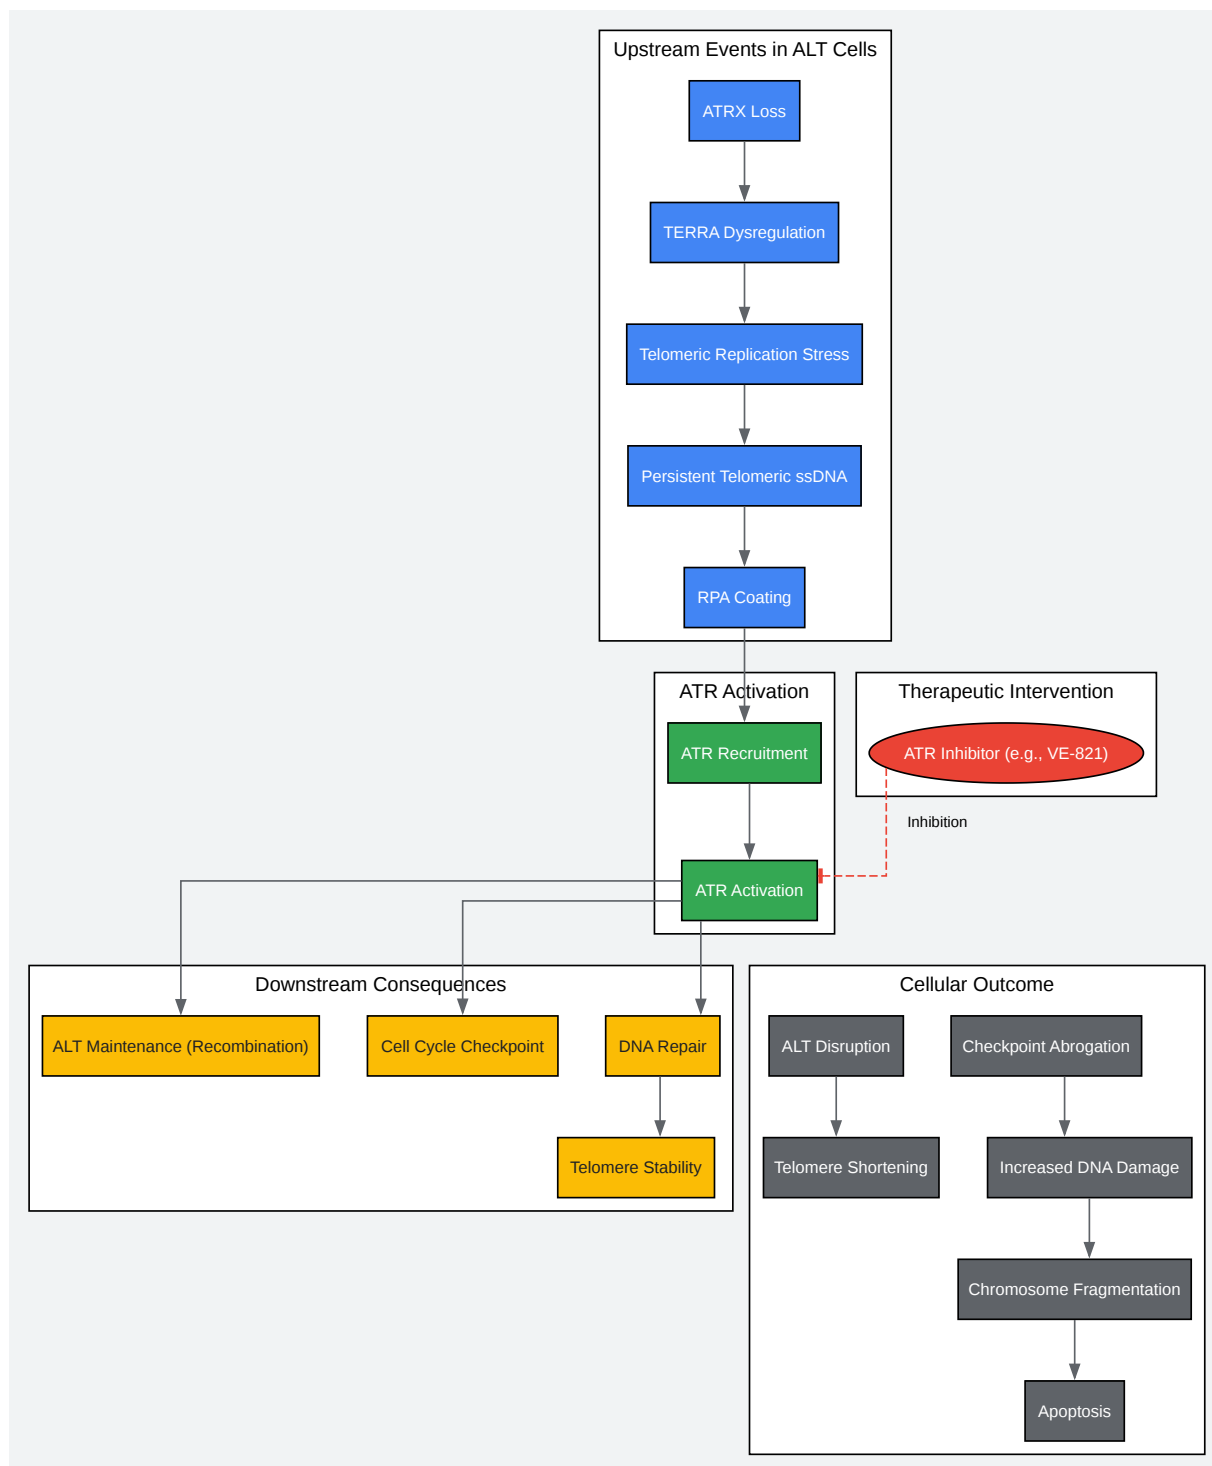 Upstream Events in ALT Cells
ATRX Loss
TERRA Dysregulation
Telomeric Replication Stress
Persistent Telomeric ssDNA
RPA Coating
ATR Activation
Therapeutic Intervention
ATR Recruitment
ATR Inhibitor (e.g., VE-821)
Inhibition
ATR Activation
Downstream Consequences
ALT Maintenance (Recombination)
Cell Cycle Checkpoint
DNA Repair
Telomere Stability
Cellular Outcome
ALT Disruption
Checkpoint Abrogation
Telomere Shortening
Increased DNA Damage
Chromosome Fragmentation
Apoptosis